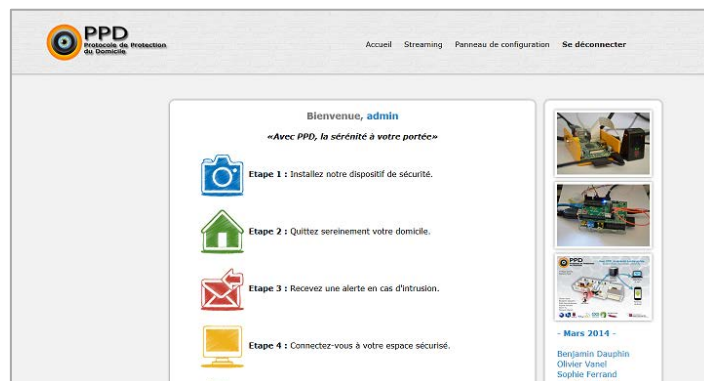 PPD
Protocole de Protection
du Domicile
Accueil Streaming Panneau de configuration Se déconnecter
Bienvenue, admin
«Avec PPD, la sérénité à votre portée»
Etape 1 : Installez notre dispositif de sécurité.
Etape 2 : Quittez sereinement votre domicile.
Etape 3 : Recevez une alerte en cas d'intrusion.
Etape 4 : Connectez-vous à votre espace sécurisé.
PPD
- Mars 2014 -
Benjamin Dauphin
Olivier Vanel
Sophie Ferrand